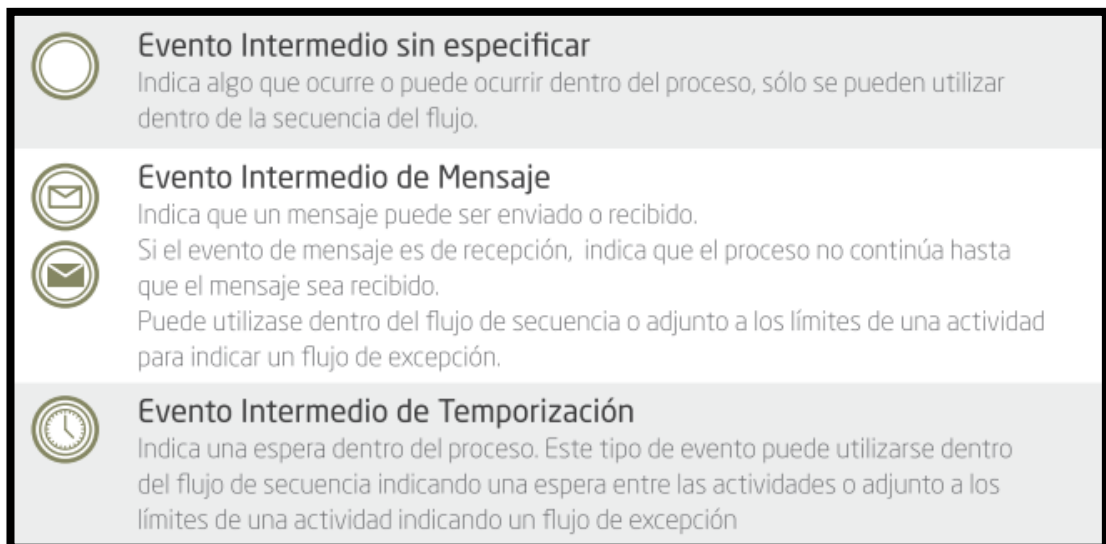 Evento Intermedio sin especificar
Indica algo que ocurre o puede ocurrir dentro del proceso, sólo se pueden utilizar
dentro de la secuencia del flujo.
Evento Intermedio de Mensaje
Indica que un mensaje puede ser enviado o recibido.
Si el evento de mensaje es de recepción, indica que el proceso no continúa hasta
que el mensaje sea recibido.
Puede utilizase dentro del flujo de secuencia o adjunto a los límites de una actividad
para indicar un flujo de excepción.
Evento Intermedio de Temporización
Indica una espera dentro del proceso. Este tipo de evento puede utilizarse dentro
del flujo de secuencia indicando una espera entre las actividades o adjunto a los
límites de una actividad indicando un flujo de excepción